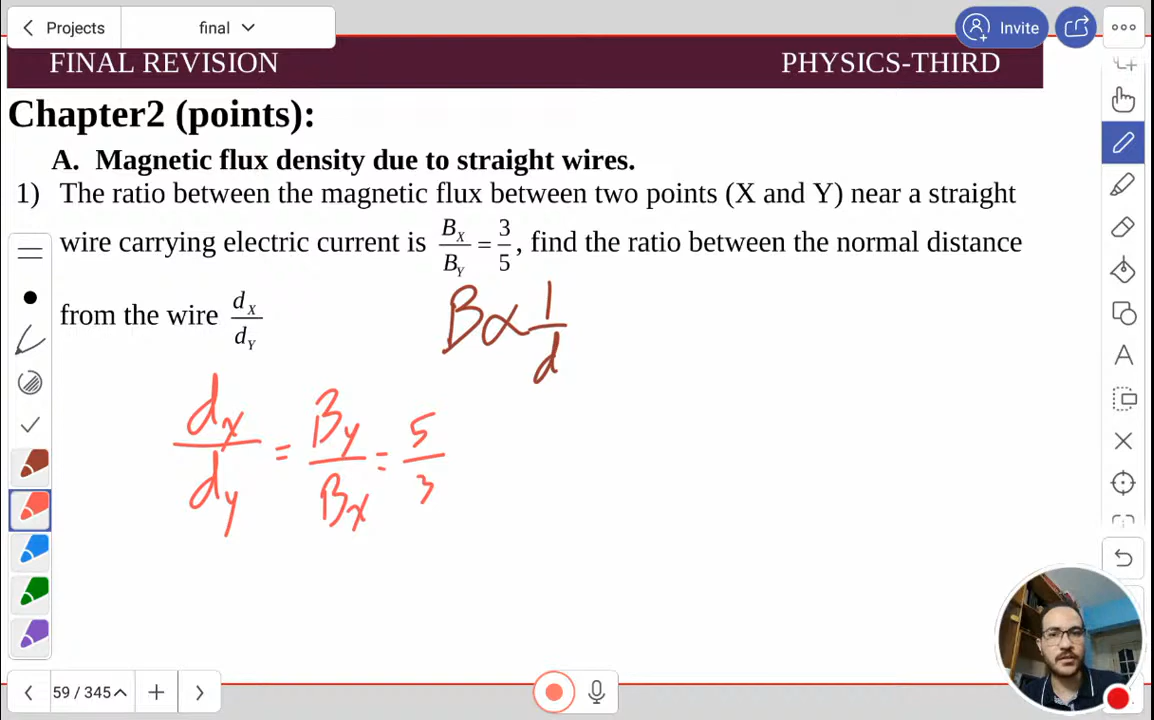 Projects
final
Invite
FINAL REVISION PHYSICS-THIRD
Chapter2 (points):
A. Magnetic flux density due to straight wires.
1) The ratio between the magnetic flux between two points (X and Y) near a straight
wire carrying electric current is B_X/B_Y = 3/5, find the ratio between the normal distance
from the wire d_X/d_Y
B ∝ 1/d
d_x/d_y = B_y/B_x = 5/3
A
59 / 345